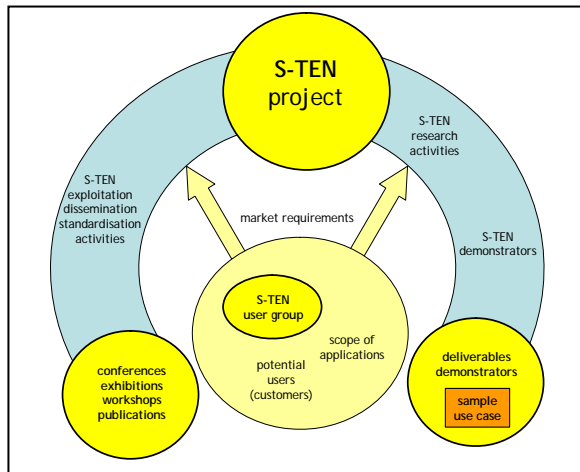 S-TEN
project
S-TEN
research
activities
S-TEN
exploitation
dissemination
standardisation
activities
market requirements
S-TEN
demonstrators
S-TEN
user group
scope of
applications
potential
users
(customers)
conferences
exhibitions
workshops
publications
deliverables
demonstrators
sample
use case